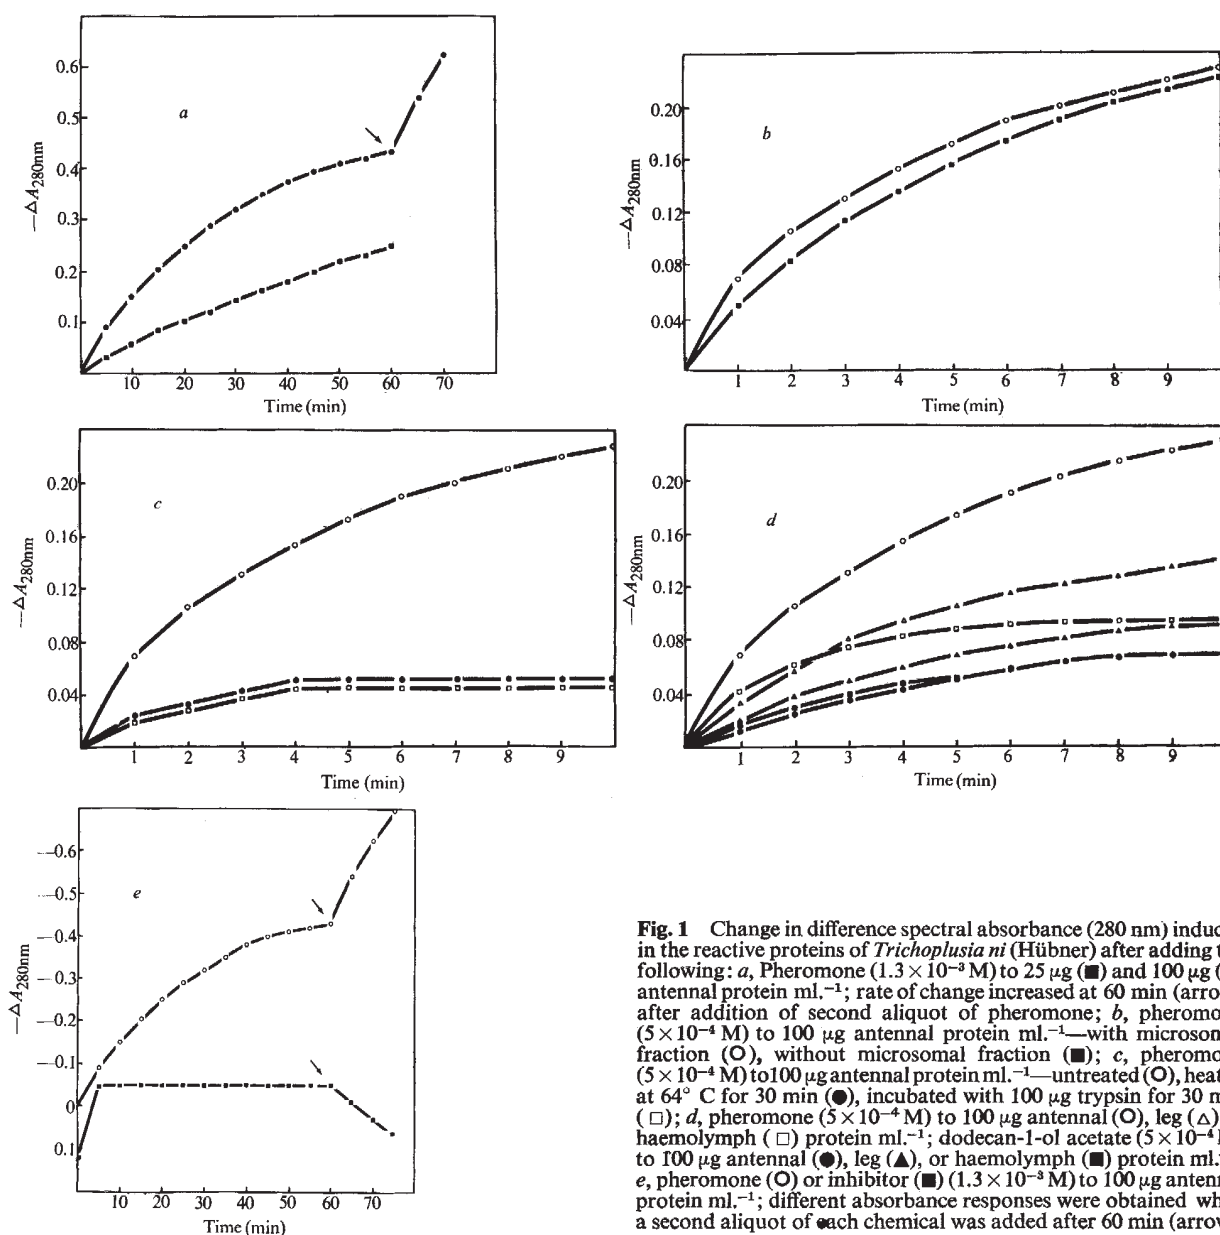 a
0.6
0.5
0.4
0.3
0.2
0.1
—ΔA280nm
10 20 30 40 50 60 70
Time (min)
b
0.20
0.16
0.12
0.08
0.04
—ΔA280nm
1 2 3 4 5 6 7 8 9
Time (min)
c
0.20
0.16
0.12
0.08
0.04
—ΔA280nm
1 2 3 4 5 6 7 8 9
Time (min)
d
0.20
0.16
0.12
0.08
0.04
—ΔA280nm
1 2 3 4 5 6 7 8 9
Time (min)
e
—0.6
—0.5
—0.4
—0.3
—0.2
—0.1
0
0.1
—ΔA280nm
10 20 30 40 50 60 70
Time (min)
Fig. 1 Change in difference spectral absorbance (280 nm) induc
in the reactive proteins of Trichoplusia ni (Hübner) after adding t
following: a, Pheromone (1.3 × 10⁻³ M) to 25 μg (■) and 100 μg (
antennal protein ml.⁻¹; rate of change increased at 60 min (arro
after addition of second aliquot of pheromone; b, pheromo
(5 × 10⁻⁴ M) to 100 μg antennal protein ml.⁻¹—with microsom
fraction (O), without microsomal fraction (■); c, pheromo
(5 × 10⁻⁴ M) to 100 μg antennal protein ml.⁻¹—untreated (O), heat
at 64° C for 30 min (●), incubated with 100 μg trypsin for 30 m
(□); d, pheromone (5 × 10⁻⁴ M) to 100 μg antennal (O), leg (△)
haemolymph (□) protein ml.⁻¹; dodecan-1-ol acetate (5 × 10⁻⁴
to 100 μg antennal (●), leg (▲), or haemolymph (■) protein ml.
e, pheromone (O) or inhibitor (■) (1.3 × 10⁻³ M) to 100 μg antenn
protein ml.⁻¹; different absorbance responses were obtained wh
a second aliquot of each chemical was added after 60 min (arrow